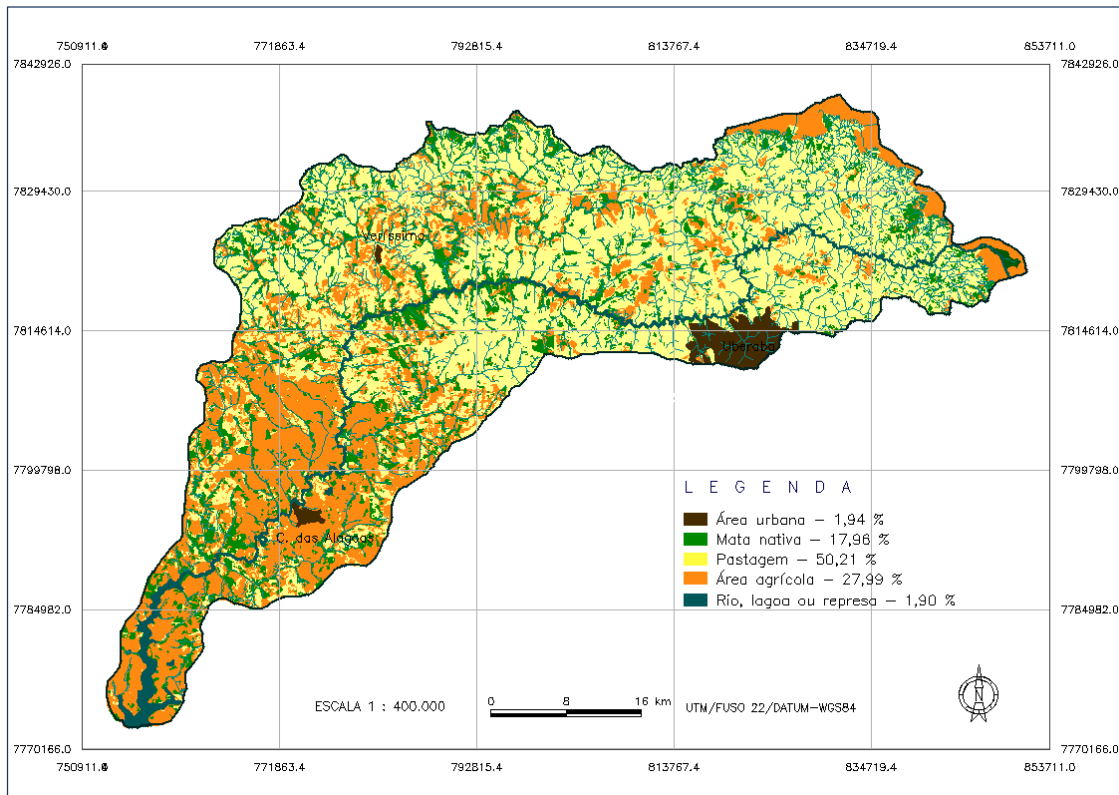 750911.0 771863.4 792815.4 813767.4 834719.4 853711.0
7842926.0 7842926.0
7829430.0 7829430.0
Veríssimo
7814614.0 7814614.0
Uberaba
7799798.0 7799798.0
L E G E N D A
Área urbana – 1,94 %
Mata nativa – 17,96 %
C. das Alagoas
Pastagem – 50,21 %
Área agrícola – 27,99 %
Río, lagoa ou represa – 1,90 %
7784982.0 7784982.0
N
0 8 16 km
ESCALA 1 : 400.000
UTM/FUSO 22/DATUM–WGS84
7770166.0 7770166.0
750911.0 771863.4 792815.4 813767.4 834719.4 853711.0